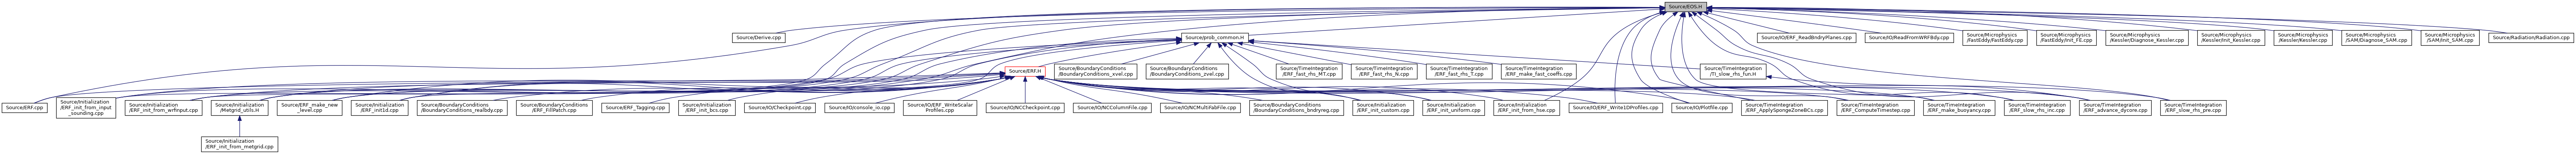 Source/EOS.H
Source/Derive.cpp
Source/prob_common.H
Source/IO/ERF_ReadBndryPlanes.cpp
Source/IO/ReadFromWRFBdy.cpp
Source/Microphysics
/FastEddy/FastEddy.cpp
Source/Microphysics
/FastEddy/Init_FE.cpp
Source/Microphysics
/Kessler/Diagnose_Kessler.cpp
Source/Microphysics
/Kessler/Init_Kessler.cpp
Source/Microphysics
/Kessler/Kessler.cpp
Source/Microphysics
/SAM/Diagnose_SAM.cpp
Source/Microphysics
/SAM/Init_SAM.cpp
Source/Radiation/Radiation.cpp
Source/ERF.H
Source/BoundaryConditions
/BoundaryConditions_xvel.cpp
Source/BoundaryConditions
/BoundaryConditions_zvel.cpp
Source/TimeIntegration
/ERF_fast_rhs_MT.cpp
Source/TimeIntegration
/ERF_fast_rhs_N.cpp
Source/TimeIntegration
/ERF_fast_rhs_T.cpp
Source/TimeIntegration
/ERF_make_fast_coeffs.cpp
Source/TimeIntegration
/TI_slow_rhs_fun.H
Source/ERF.cpp
Source/Initialization
/ERF_init_from_input
_sounding.cpp
Source/Initialization
/ERF_init_from_wrfinput.cpp
Source/Initialization
/Metgrid_utils.H
Source/ERF_make_new
_level.cpp
Source/Initialization
/ERF_init1d.cpp
Source/BoundaryConditions
/BoundaryConditions_realbdy.cpp
Source/BoundaryConditions
/ERF_FillPatch.cpp
Source/ERF_Tagging.cpp
Source/Initialization
/ERF_init_bcs.cpp
Source/IO/Checkpoint.cpp
Source/IO/console_io.cpp
Source/IO/ERF_WriteScalar
Profiles.cpp
Source/IO/NCCheckpoint.cpp
Source/IO/NCColumnFile.cpp
Source/IO/NCMultiFabFile.cpp
Source/BoundaryConditions
/BoundaryConditions_bndryreg.cpp
Source/Initialization
/ERF_init_custom.cpp
Source/Initialization
/ERF_init_uniform.cpp
Source/Initialization
/ERF_init_from_hse.cpp
Source/IO/ERF_Write1DProfiles.cpp
Source/IO/Plotfile.cpp
Source/TimeIntegration
/ERF_ApplySpongeZoneBCs.cpp
Source/TimeIntegration
/ERF_ComputeTimestep.cpp
Source/TimeIntegration
/ERF_make_buoyancy.cpp
Source/TimeIntegration
/ERF_slow_rhs_inc.cpp
Source/TimeIntegration
/ERF_advance_dycore.cpp
Source/TimeIntegration
/ERF_slow_rhs_pre.cpp
Source/Initialization
/ERF_init_from_metgrid.cpp